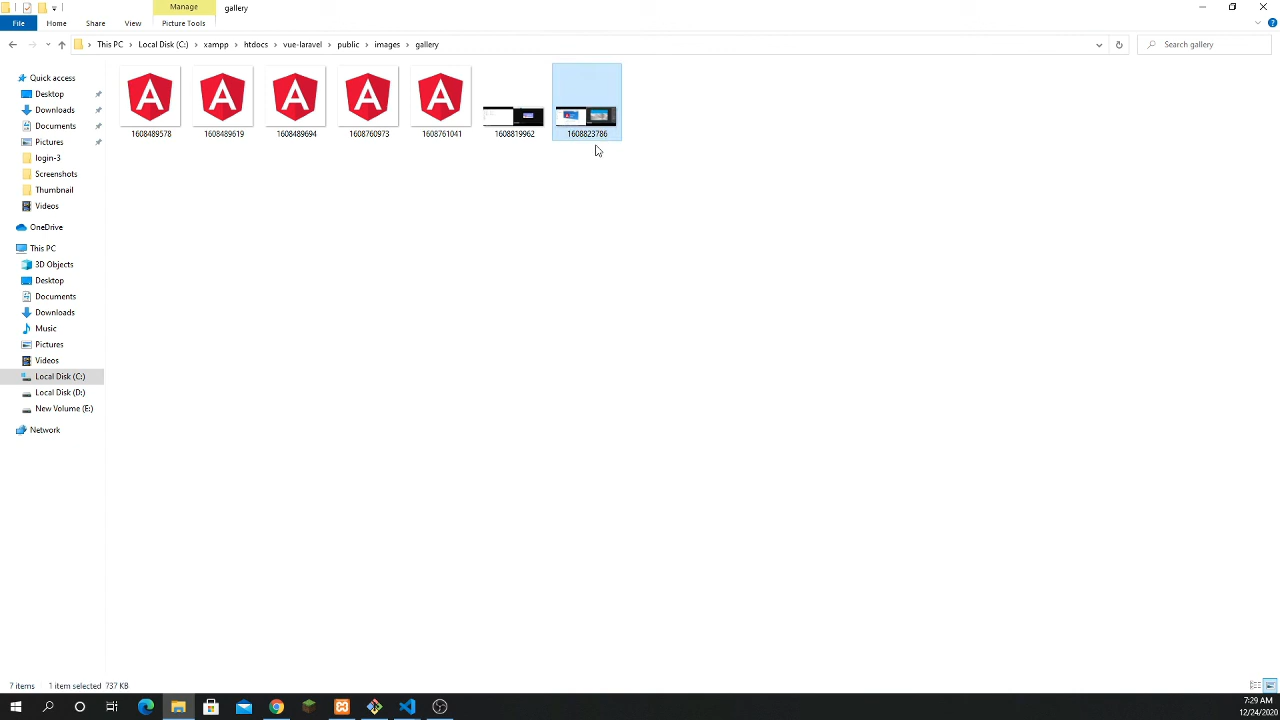 Manage
gallery
File
Home
Share
View
Picture Tools
This PC
Local Disk (C:)
xampp
htdocs
vue-laravel
public
images
gallery
Search gallery
Quick access
Desktop
Downloads
Documents
Pictures
login-3
Screenshots
Thumbnail
Videos
OneDrive
This PC
3D Objects
Desktop
Documents
Downloads
Music
Pictures
Videos
Local Disk (C:)
Local Disk (D:)
New Volume (E:)
Network
1608489578
1608489619
1608489694
1608760973
1608761041
1608819962
1608823786
7 items
1 item selected 737 KB
7:29 AM
12/24/2020